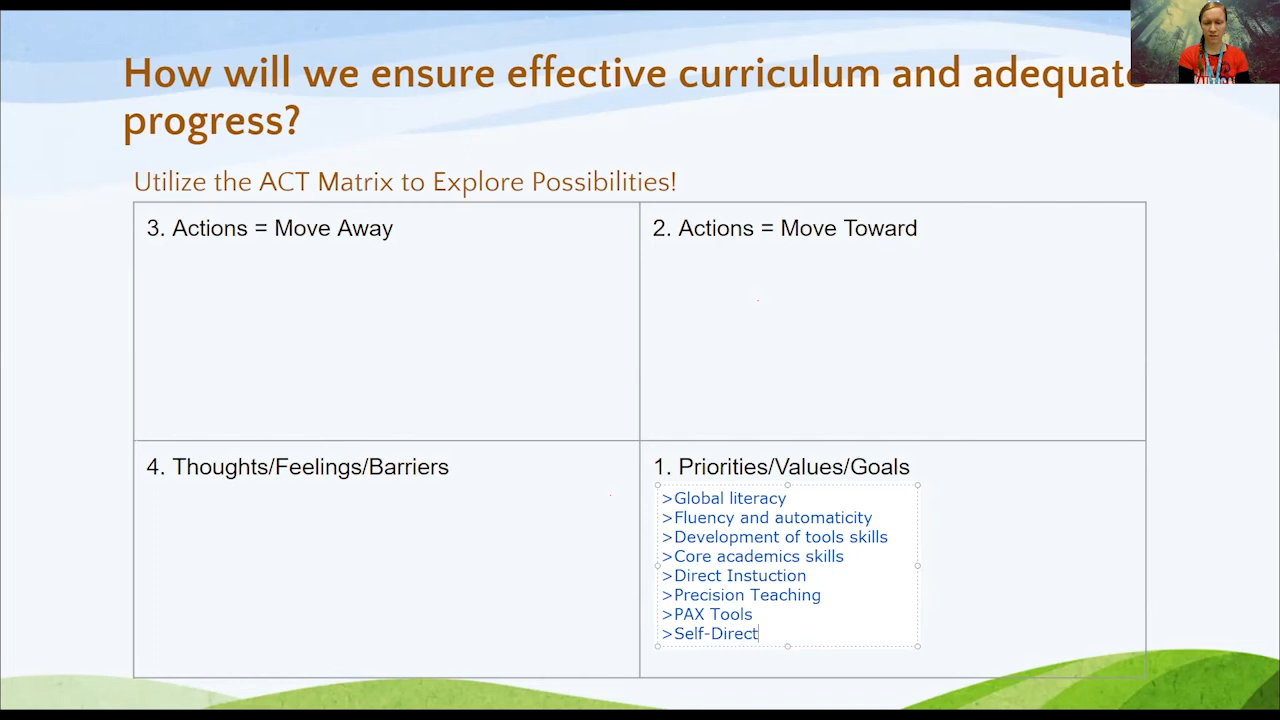 How will we ensure effective curriculum and adequate
progress?
Utilize the ACT Matrix to Explore Possibilities!
3. Actions = Move Away
2. Actions = Move Toward
4. Thoughts/Feelings/Barriers
1. Priorities/Values/Goals
>Global literacy
>Fluency and automaticity
>Development of tools skills
>Core academics skills
>Direct Instuction
>Precision Teaching
>PAX Tools
>Self-Direct